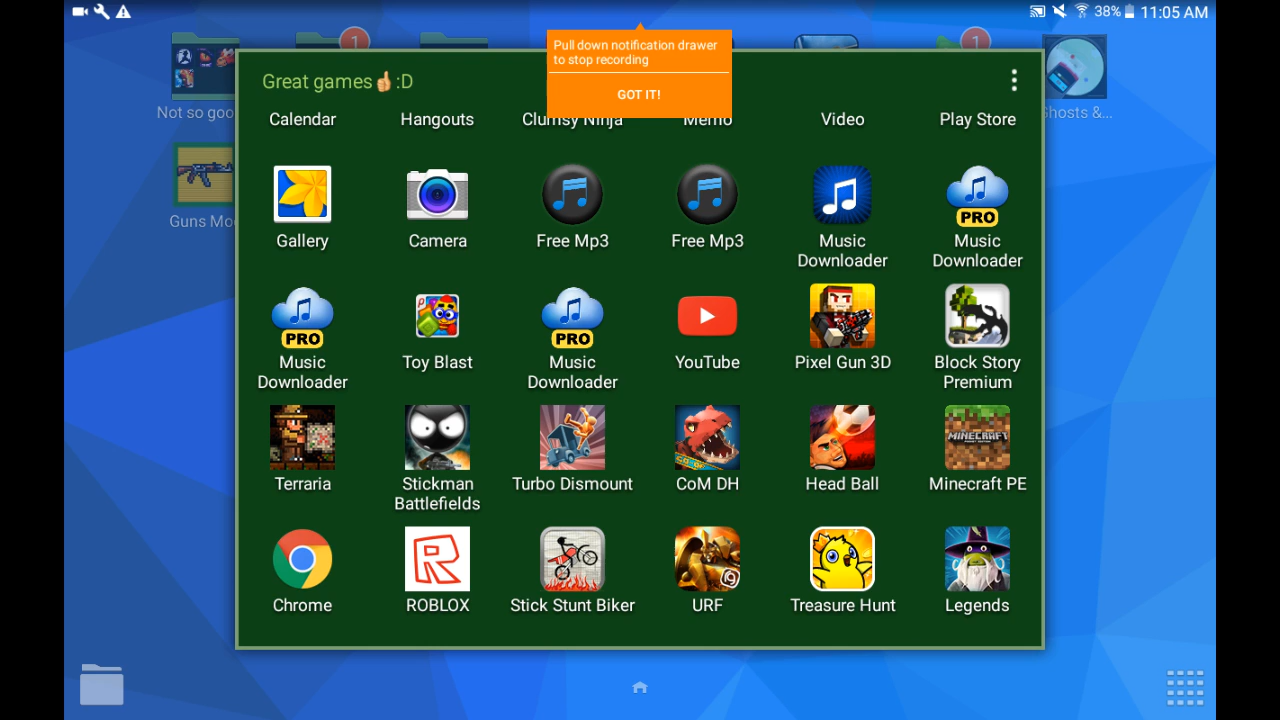 38% 11:05 AM
Pull down notification drawer
to stop recording
GOT IT!
1
1
Great games👍:D
Not so goo
Ghosts &...
Guns Mo
Calendar Hangouts Clumsy Ninja Memo Video Play Store
PRO
Gallery Camera Free Mp3 Free Mp3 Music Downloader Music Downloader
PRO PRO
Music Downloader Toy Blast Music Downloader YouTube Pixel Gun 3D Block Story Premium
MINECRAFT
Terraria Stickman Battlefields Turbo Dismount CoM DH Head Ball Minecraft PE
R
Chrome ROBLOX Stick Stunt Biker URF Treasure Hunt Legends